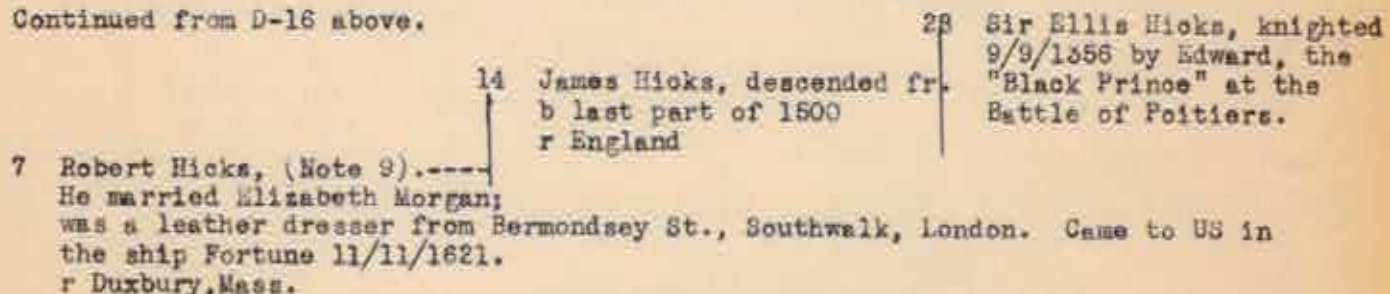 Continued from D-16 above.
28 Sir Ellis Hicks, knighted
9/9/1356 by Edward, the
"Black Prince" at the
Battle of Poitiers.
14 James Hicks, descended fr.
b last part of 1500
r England
7 Robert Hicks, (Note 9).----
He married Elizabeth Morgan;
was a leather dresser from Bermondsey St., Southwalk, London. Came to US in
the ship Fortune 11/11/1621.
r Duxbury,Mass.